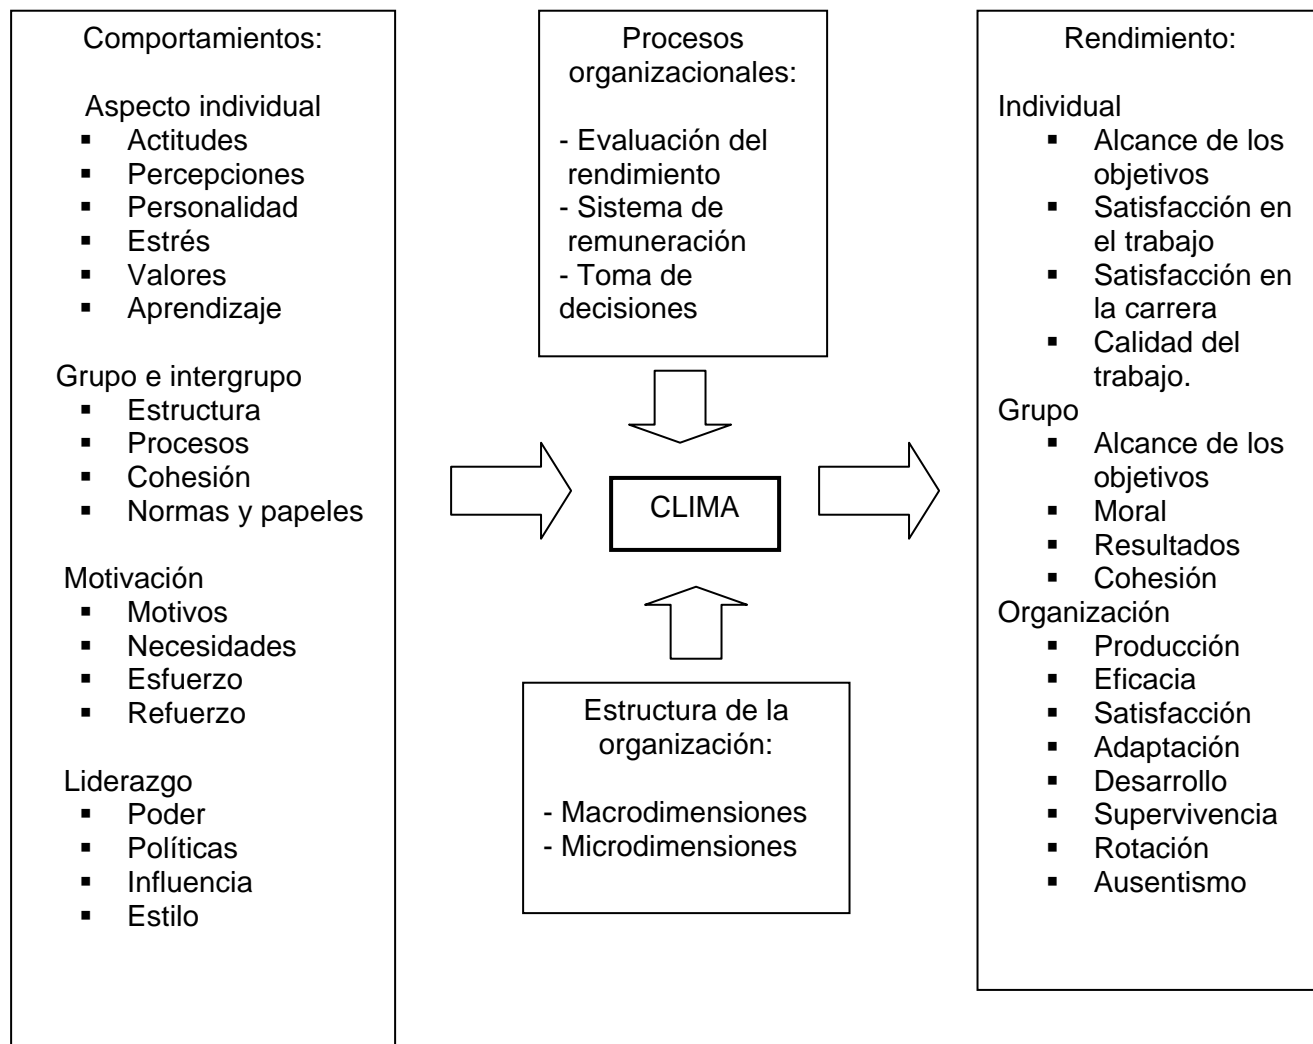 Comportamientos:
Aspecto individual
▪ Actitudes
▪ Percepciones
▪ Personalidad
▪ Estrés
▪ Valores
▪ Aprendizaje
Grupo e intergrupo
▪ Estructura
▪ Procesos
▪ Cohesión
▪ Normas y papeles
Motivación
▪ Motivos
▪ Necesidades
▪ Esfuerzo
▪ Refuerzo
Liderazgo
▪ Poder
▪ Políticas
▪ Influencia
▪ Estilo
Procesos
organizacionales:
- Evaluación del
rendimiento
- Sistema de
remuneración
- Toma de
decisiones
CLIMA
Estructura de la
organización:
- Macrodimensiones
- Microdimensiones
Rendimiento:
Individual
▪ Alcance de los
objetivos
▪ Satisfacción en
el trabajo
▪ Satisfacción en
la carrera
▪ Calidad del
trabajo.
Grupo
▪ Alcance de los
objetivos
▪ Moral
▪ Resultados
▪ Cohesión
Organización
▪ Producción
▪ Eficacia
▪ Satisfacción
▪ Adaptación
▪ Desarrollo
▪ Supervivencia
▪ Rotación
▪ Ausentismo